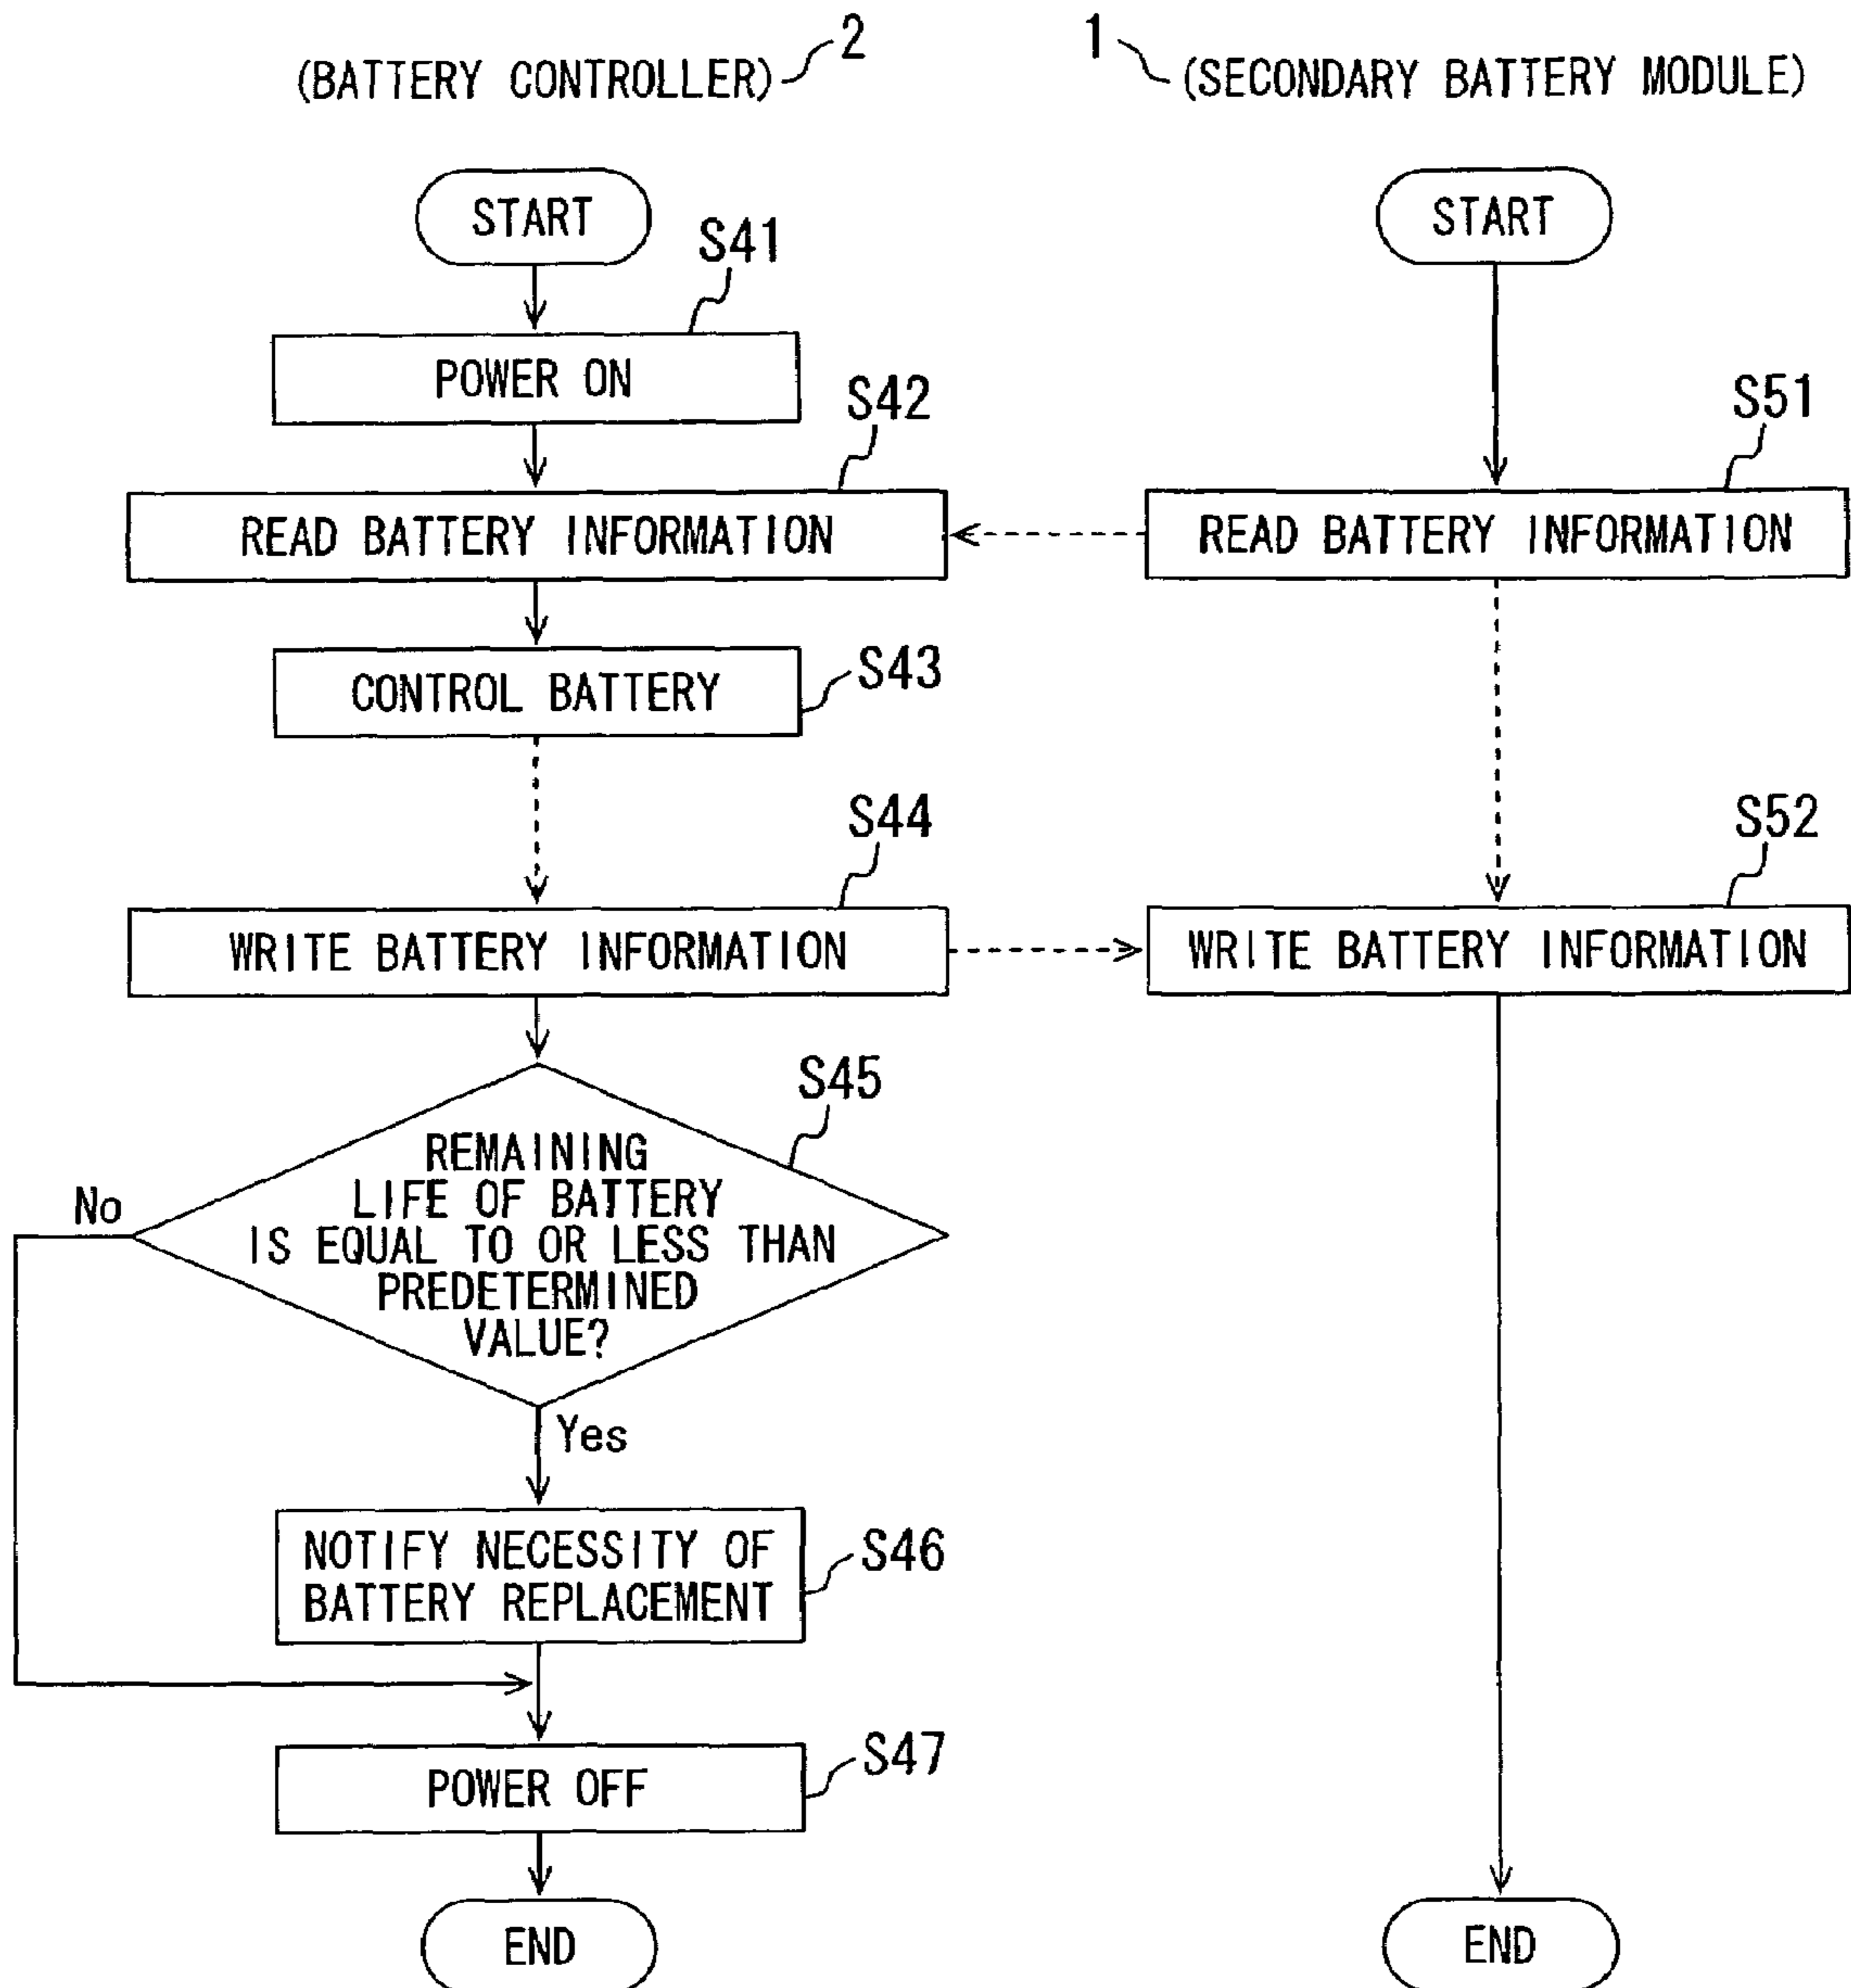 (BATTERY CONTROLLER) 2
1 (SECONDARY BATTERY MODULE)
START
START
S41
POWER ON
S42
S51
READ BATTERY INFORMATION
READ BATTERY INFORMATION
CONTROL BATTERY
S43
S44
S52
WRITE BATTERY INFORMATION
WRITE BATTERY INFORMATION
S45
REMAINING
LIFE OF BATTERY
IS EQUAL TO OR LESS THAN
PREDETERMINED
VALUE?
No
Yes
NOTIFY NECESSITY OF
BATTERY REPLACEMENT
S46
POWER OFF
S47
END
END